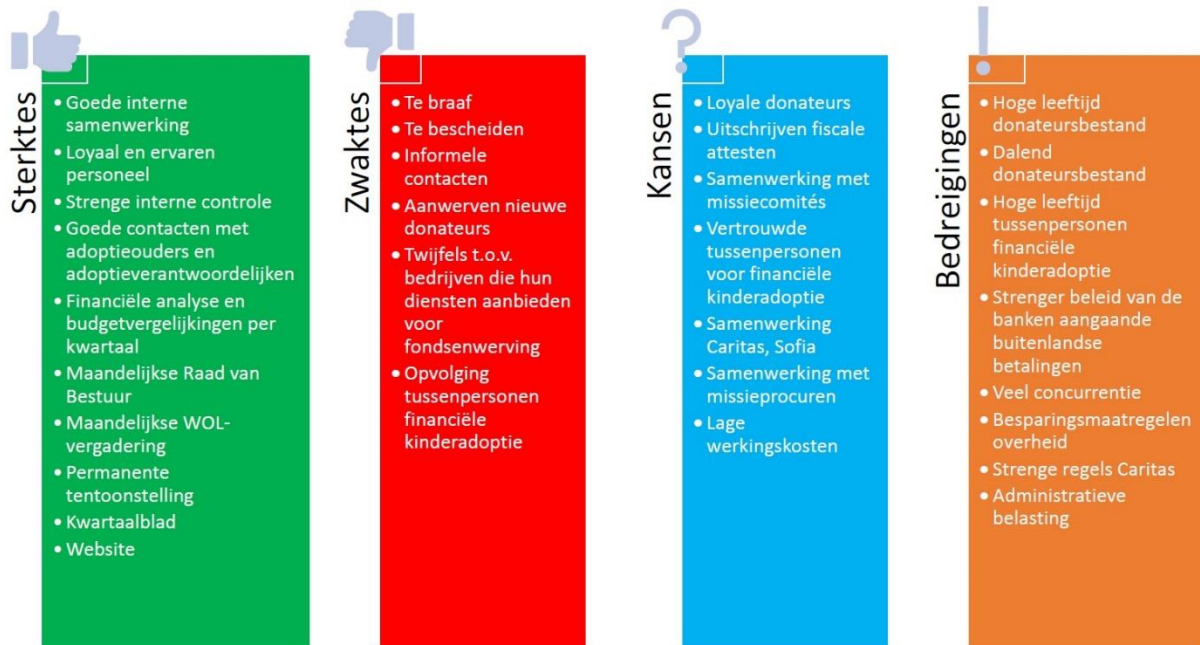 Sterktes
• Goede interne
samenwerking
• Loyaal en ervaren
personeel
• Strenge interne controle
• Goede contacten met
adoptieouders en
adoptieverantwoordelijken
• Financiële analyse en
budgetvergelijkingen per
kwartaal
• Maandelijkse Raad van
Bestuur
• Maandelijkse WOL-
vergadering
• Permanente
tentoonstelling
• Kwartaalblad
• Website
Zwaktes
• Te braaf
• Te bescheiden
• Informele
contacten
• Aanwerven nieuwe
donateurs
• Twijfels t.o.v.
bedrijven die hun
diensten aanbieden
voor
fondsenwerving
• Opvolging
tussenpersonen
financiële
kinderadoptie
?
Kansen
• Loyale donateurs
• Uitschrijven fiscale
attesten
• Samenwerking met
missiecomités
• Vertrouwde
tussenpersonen
voor financiële
kinderadoptie
• Samenwerking
Caritas, Sofia
• Samenwerking met
missieprocuren
• Lage
werkingskosten
!
Bedreigingen
• Hoge leeftijd
donateursbestand
• Dalend
donateursbestand
• Hoge leeftijd
tussenpersonen
financiële
kinderadoptie
• Strenger beleid van de
banken aangaande
buitenlandse
betalingen
• Veel concurrentie
• Besparingsmaatregelen
overheid
• Strenge regels Caritas
• Administratieve
belasting